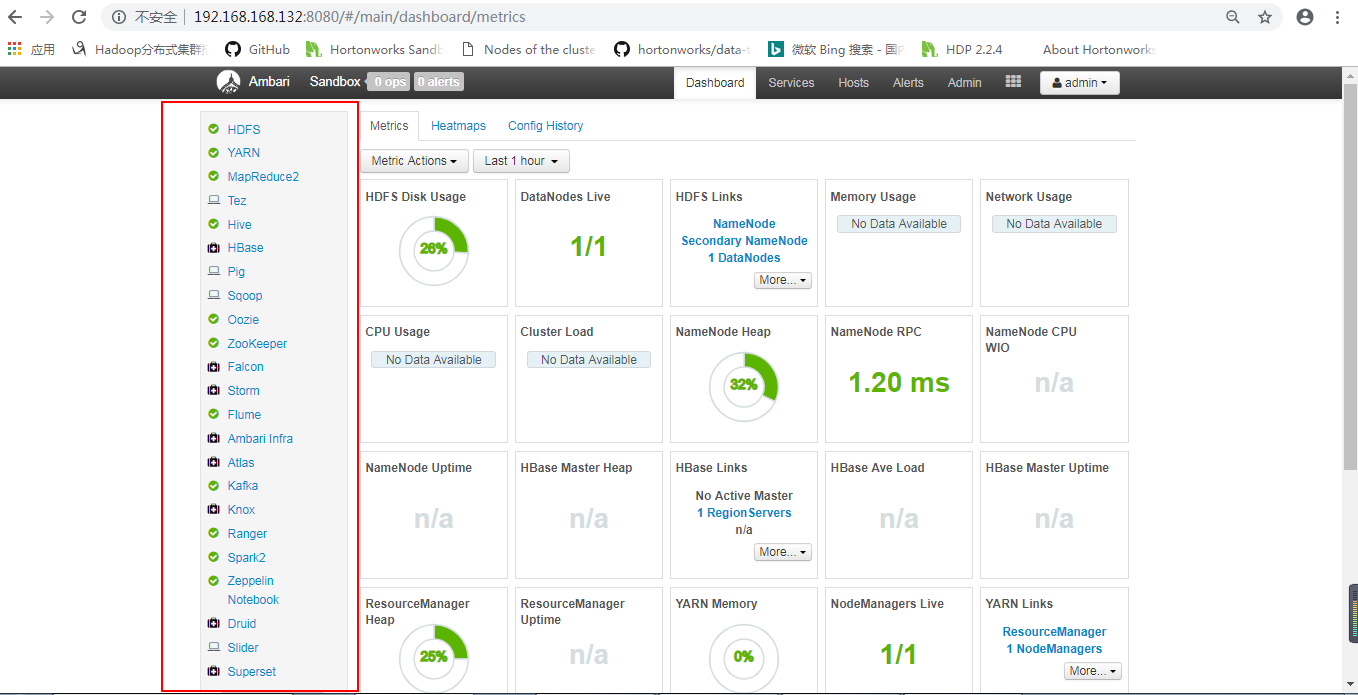 不安全 | 192.168.168.132:8080/#/main/dashboard/metrics
应用 Hadoop分布式集群 GitHub Hortonworks Sandb Nodes of the cluste hortonworks/data- 微软 Bing 搜索 - 国 HDP 2.2.4 About Hortonworks
Ambari Sandbox 0 ops 0 alerts Dashboard Services Hosts Alerts Admin admin
HDFS
YARN
MapReduce2
Tez
Hive
HBase
Pig
Sqoop
Oozie
ZooKeeper
Falcon
Storm
Flume
Ambari Infra
Atlas
Kafka
Knox
Ranger
Spark2
Zeppelin
Notebook
Druid
Slider
Superset
Metrics Heatmaps Config History
Metric Actions Last 1 hour
HDFS Disk Usage
26%
DataNodes Live
1/1
HDFS Links
NameNode
Secondary NameNode
1 DataNodes
More...
Memory Usage
No Data Available
Network Usage
No Data Available
CPU Usage
No Data Available
Cluster Load
No Data Available
NameNode Heap
32%
NameNode RPC
1.20 ms
NameNode CPU
WIO
n/a
NameNode Uptime
n/a
HBase Master Heap
n/a
HBase Links
No Active Master
1 RegionServers
n/a
More...
HBase Ave Load
n/a
HBase Master Uptime
n/a
ResourceManager
Heap
25%
ResourceManager
Uptime
n/a
YARN Memory
0%
NodeManagers Live
1/1
YARN Links
ResourceManager
1 NodeManagers
More...